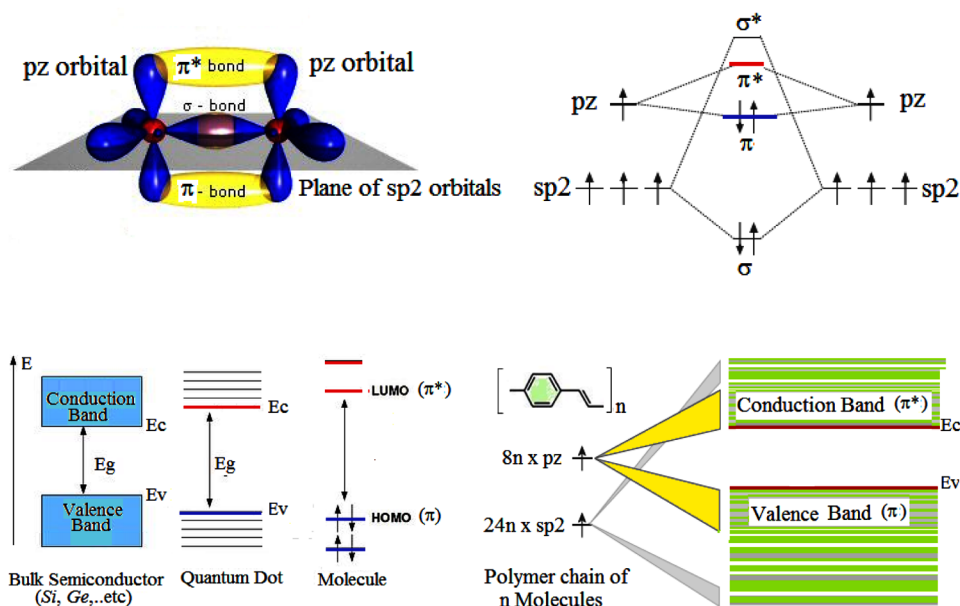 pz orbital
π* bond
pz orbital
σ - bond
π - bond
Plane of sp2 orbitals
σ*
π*
pz
pz
π
sp2
sp2
σ
E
Conduction
Band
Ec
Eg
Ev
Valence
Band
Bulk Semiconductor
(Si, Ge,..etc)
Ec
Eg
Ev
Quantum Dot
LUMO (π*)
HOMO (π)
Molecule
n
8n x pz
24n x sp2
Polymer chain of
n Molecules
Conduction Band (π*)
Ec
Ev
Valence Band (π)